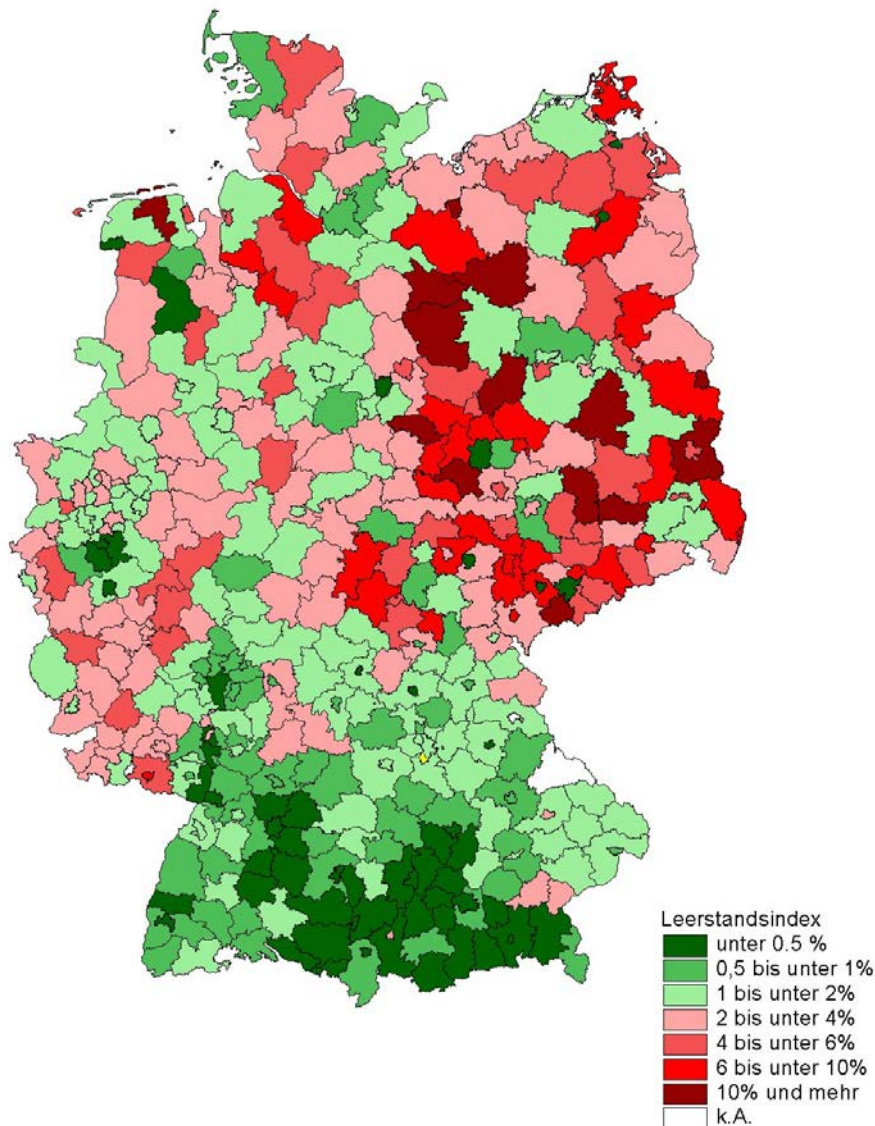 Leerstandsindex
unter 0.5 %
0,5 bis unter 1%
1 bis unter 2%
2 bis unter 4%
4 bis unter 6%
6 bis unter 10%
10% und mehr
k.A.